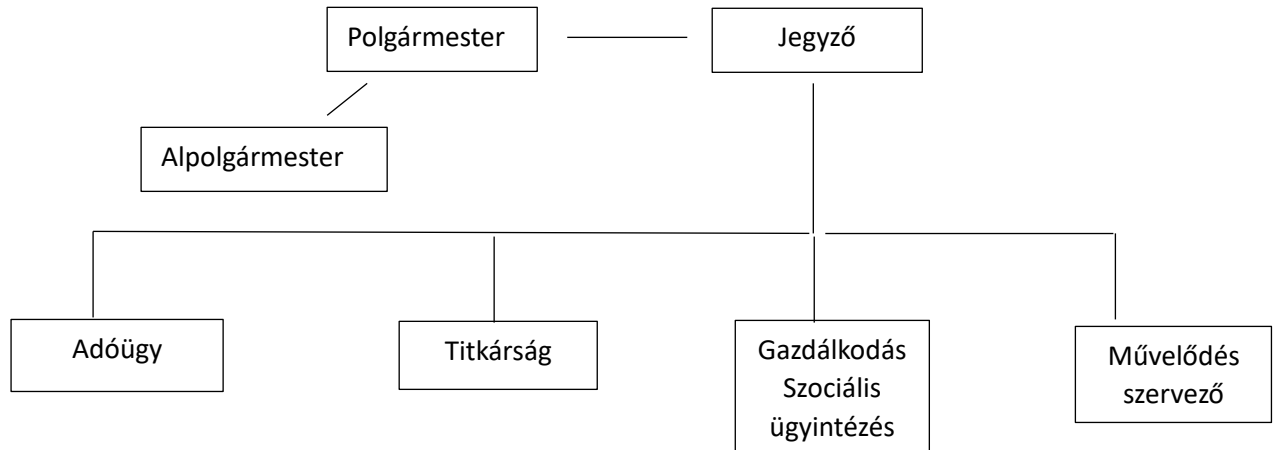 Polgármester
Jegyző
Alpolgármester
Adóügy
Titkárság
Gazdálkodás
Szociális
ügyintézés
Művelődés
szervező